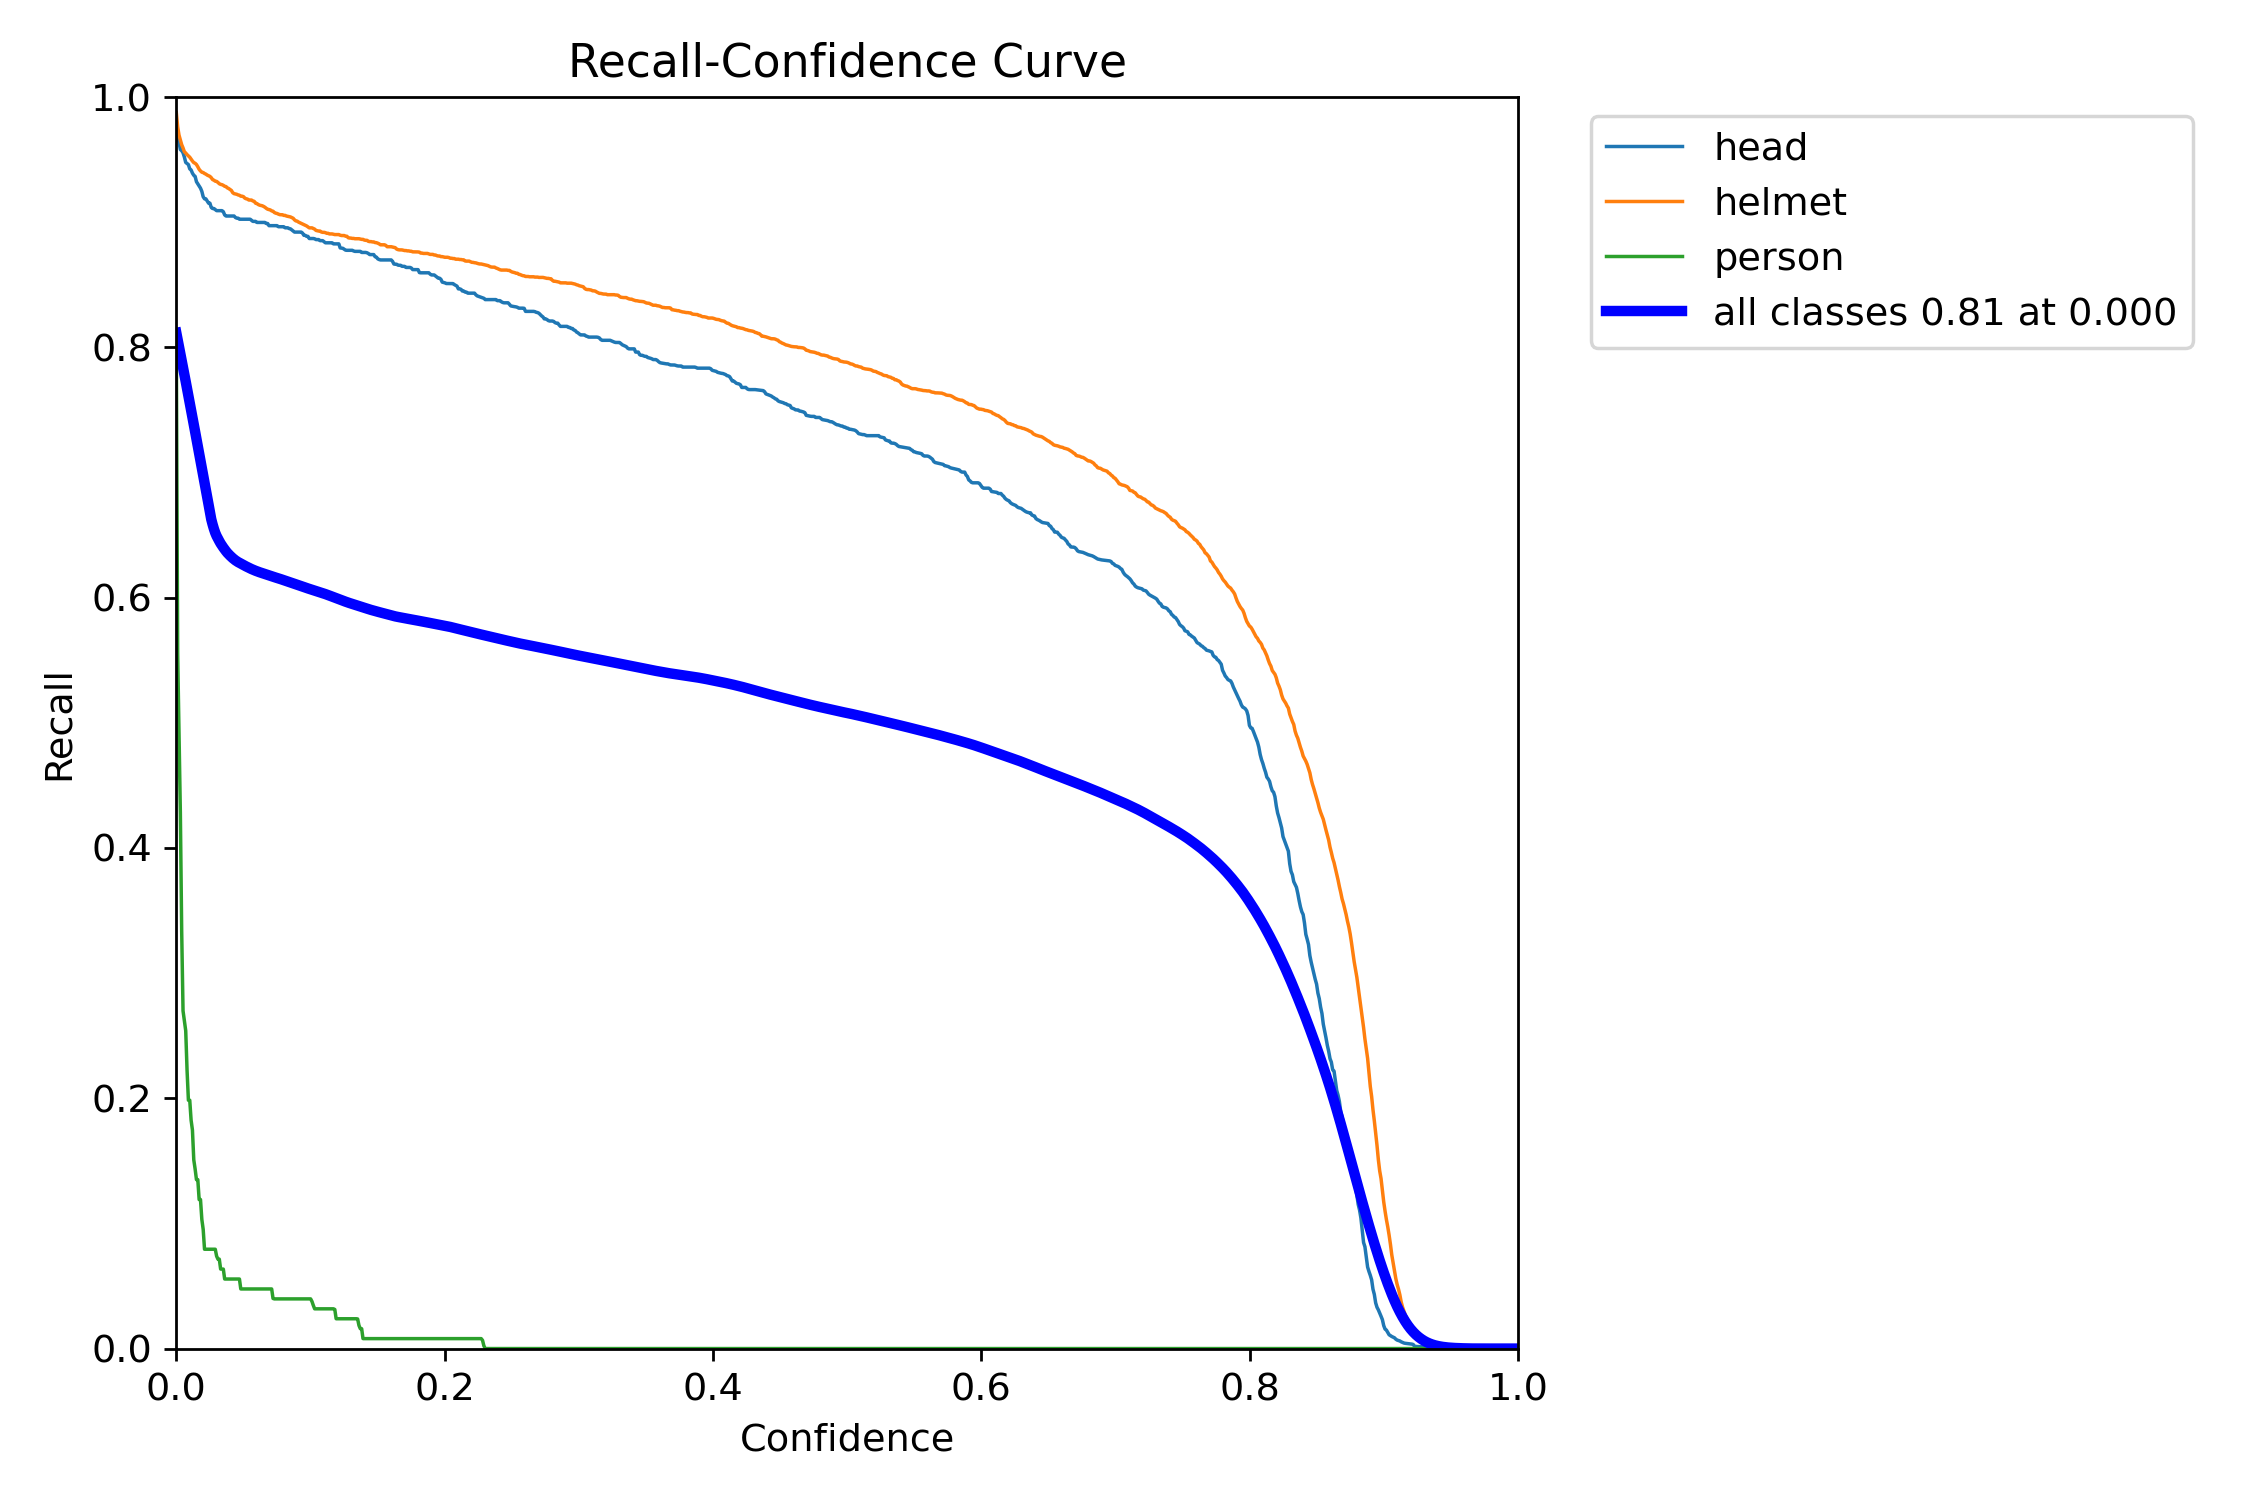 Recall-Confidence Curve
1.0
0.8
0.6
0.4
0.2
0.0
Recall
0.0 0.2 0.4 0.6 0.8 1.0
Confidence
head
helmet
person
all classes 0.81 at 0.000